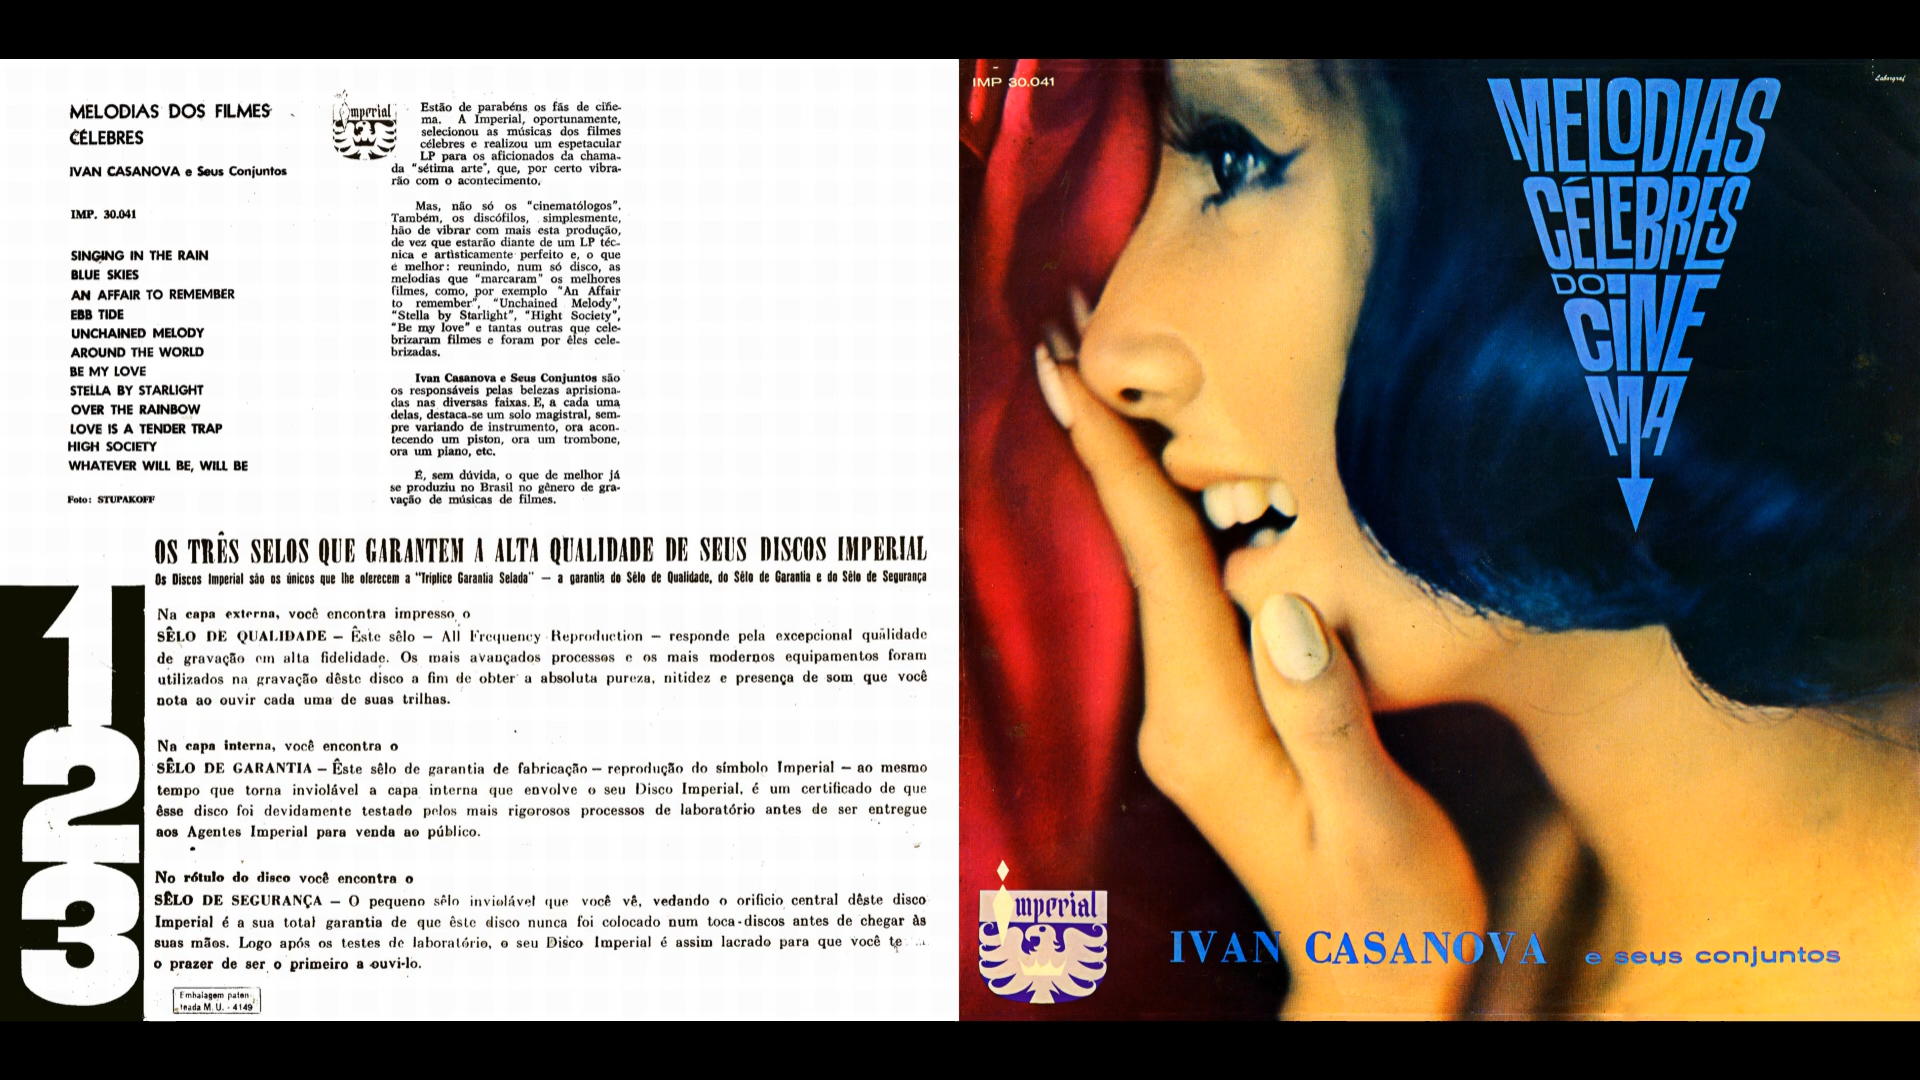 MELODIAS DOS FILMES
CÉLEBRES
IVAN CASANOVA e Seus Conjuntos
IMP. 30.041
SINGING IN THE RAIN
BLUE SKIES
AN AFFAIR TO REMEMBER
EBB TIDE
UNCHAINED MELODY
AROUND THE WORLD
BE MY LOVE
STELLA BY STARLIGHT
OVER THE RAINBOW
LOVE IS A TENDER TRAP
HIGH SOCIETY
WHATEVER WILL BE, WILL BE
Foto: STUPAKOFF
Imperial
Estão de parabéns os fãs de cine-
ma. A Imperial, oportunamente,
selecionou as músicas dos filmes
célebres e realizou um espetacular
LP para os aficionados da chama-
da "sétima arte", que, por certo vibra-
rão com o acontecimento.
Mas, não só os "cinematólogos".
Também, os discófilos, simplesmente,
hão de vibrar com mais esta produção,
de vez que estarão diante de um LP téc-
nica e artisticamente perfeito e, o que
é melhor: reunindo, num só disco, as
melodias que "marcaram" os melhores
filmes, como, por exemplo "An Affair
to remember", "Unchained Melody",
"Stella by Starlight", "Hight Society",
"Be my love" e tantas outras que cele-
brizaram filmes e foram por êles cele-
brizadas.
Ivan Casanova e Seus Conjuntos são
os responsáveis pelas belezas aprisiona-
das nas diversas faixas. E, a cada uma
delas, destaca-se um solo magistral, sem-
pre variando de instrumento, ora acon-
tecendo um piston, ora um trombone,
ora um piano, etc.
É, sem dúvida, o que de melhor já
se produziu no Brasil no gênero de gra-
vação de músicas de filmes.
OS TRÊS SELOS QUE GARANTEM A ALTA QUALIDADE DE SEUS DISCOS IMPERIAL
Os Discos Imperial são os únicos que lhe oferecem a "Tríplice Garantia Selada" — a garantia do Sêlo de Qualidade, do Sêlo de Garantia e do Sêlo de Segurança
1
Na capa externa, você encontra impresso o
SÊLO DE QUALIDADE – Êste sêlo – All Frequency Reproduction – responde pela excepcional qualidade
de gravação em alta fidelidade. Os mais avançados processos e os mais modernos equipamentos foram
utilizados na gravação dêste disco a fim de obter a absoluta pureza, nitidez e presença de som que você
nota ao ouvir cada uma de suas trilhas.
2
Na capa interna, você encontra o
SÊLO DE GARANTIA – Êste sêlo de garantia de fabricação – reprodução do símbolo Imperial – ao mesmo
tempo que torna inviolável a capa interna que envolve o seu Disco Imperial, é um certificado de que
êsse disco foi devidamente testado pelos mais rigorosos processos de laboratório antes de ser entregue
aos Agentes Imperial para venda ao público.
3
No rótulo do disco você encontra o
SÊLO DE SEGURANÇA – O pequeno sêlo inviolável que você vê, vedando o orifício central dêste disco
Imperial é a sua total garantia de que êste disco nunca foi colocado num toca-discos antes de chegar às
suas mãos. Logo após os testes de laboratório, o seu Disco Imperial é assim lacrado para que você te
o prazer de ser o primeiro a ouvi-lo.
Embalagem paten-
teada M. U. - 4149
IMP 30.041
MELODIAS
CÉLEBRES
DO CINE
MA
Imperial
IVAN CASANOVA e seus conjuntos